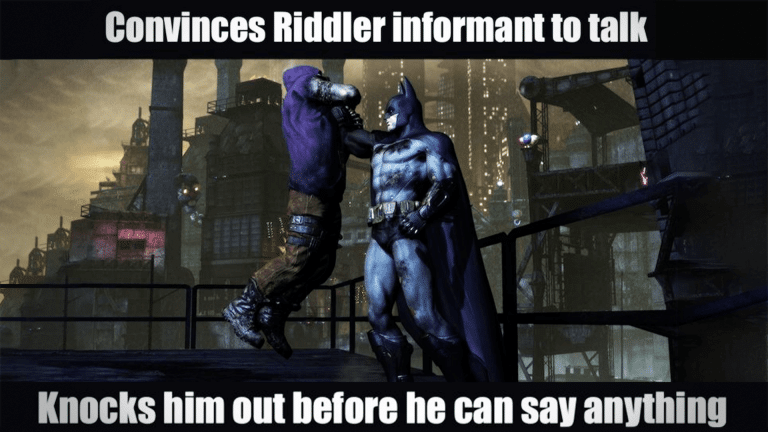 Convinces Riddler informant to talk
Knocks him out before he can say anything